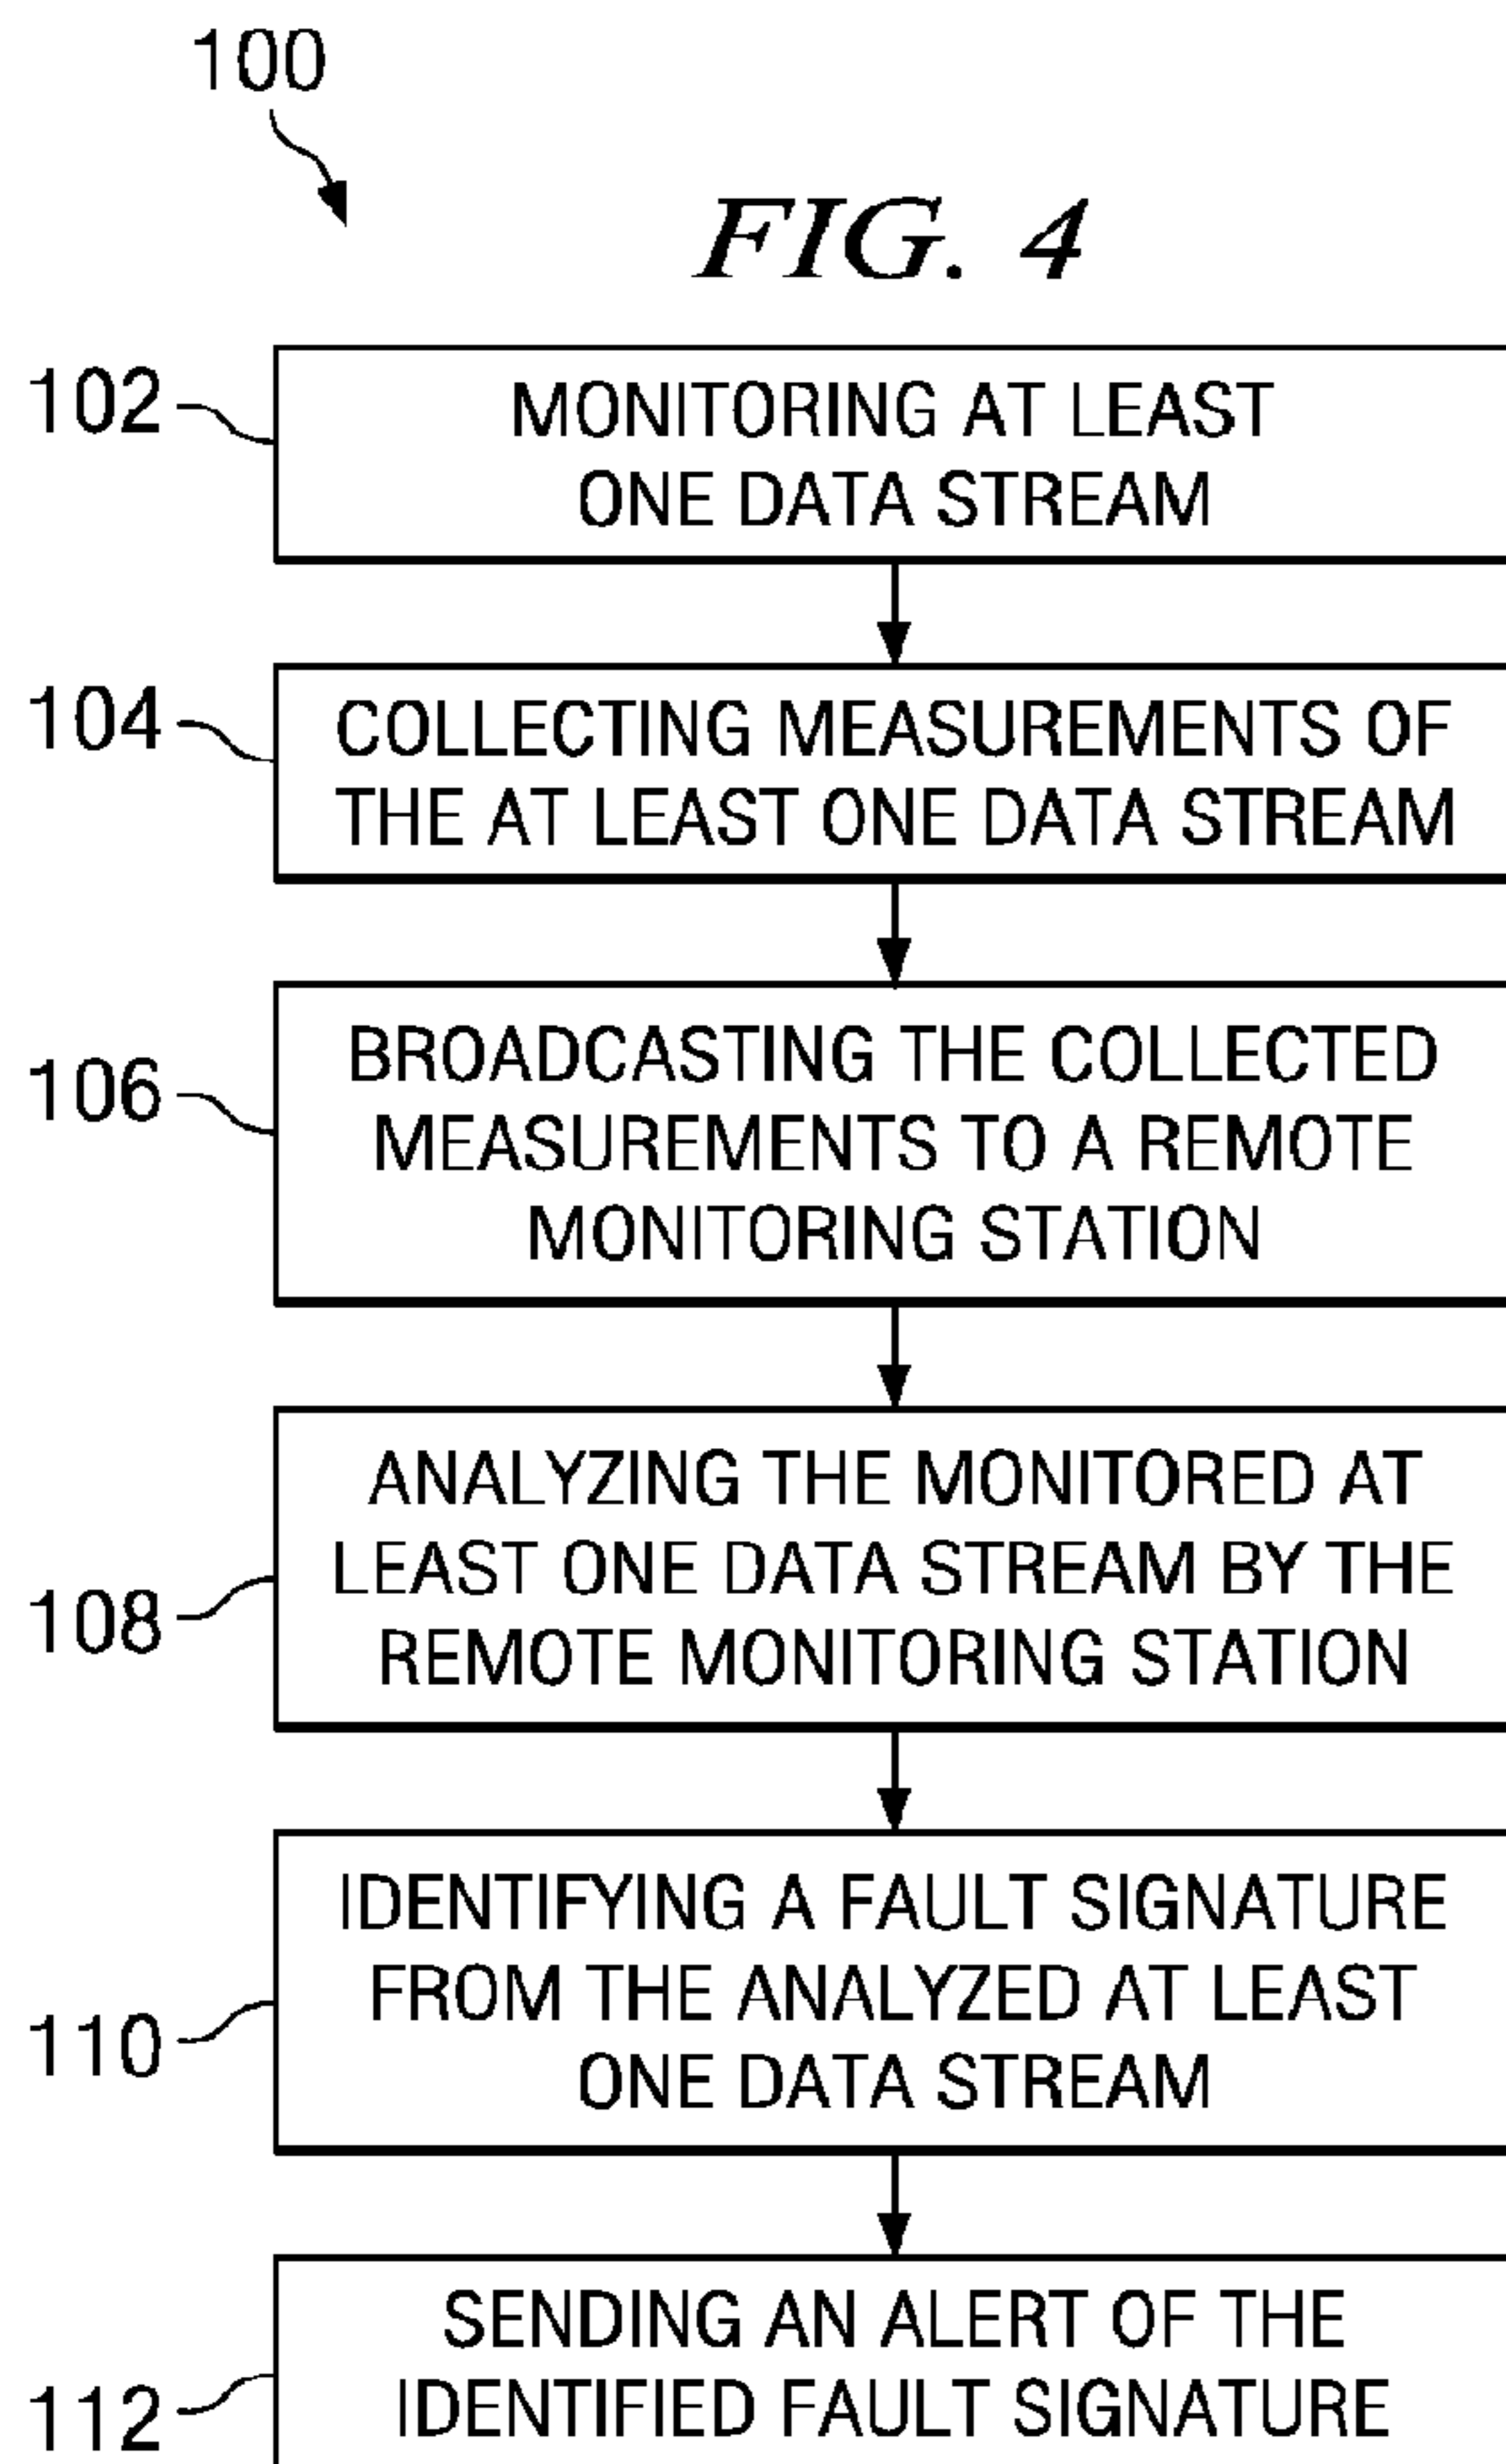 100
FIG. 4
102
MONITORING AT LEAST
ONE DATA STREAM
104
COLLECTING MEASUREMENTS OF
THE AT LEAST ONE DATA STREAM
106
BROADCASTING THE COLLECTED
MEASUREMENTS TO A REMOTE
MONITORING STATION
108
ANALYZING THE MONITORED AT
LEAST ONE DATA STREAM BY THE
REMOTE MONITORING STATION
110
IDENTIFYING A FAULT SIGNATURE
FROM THE ANALYZED AT LEAST
ONE DATA STREAM
112
SENDING AN ALERT OF THE
IDENTIFIED FAULT SIGNATURE